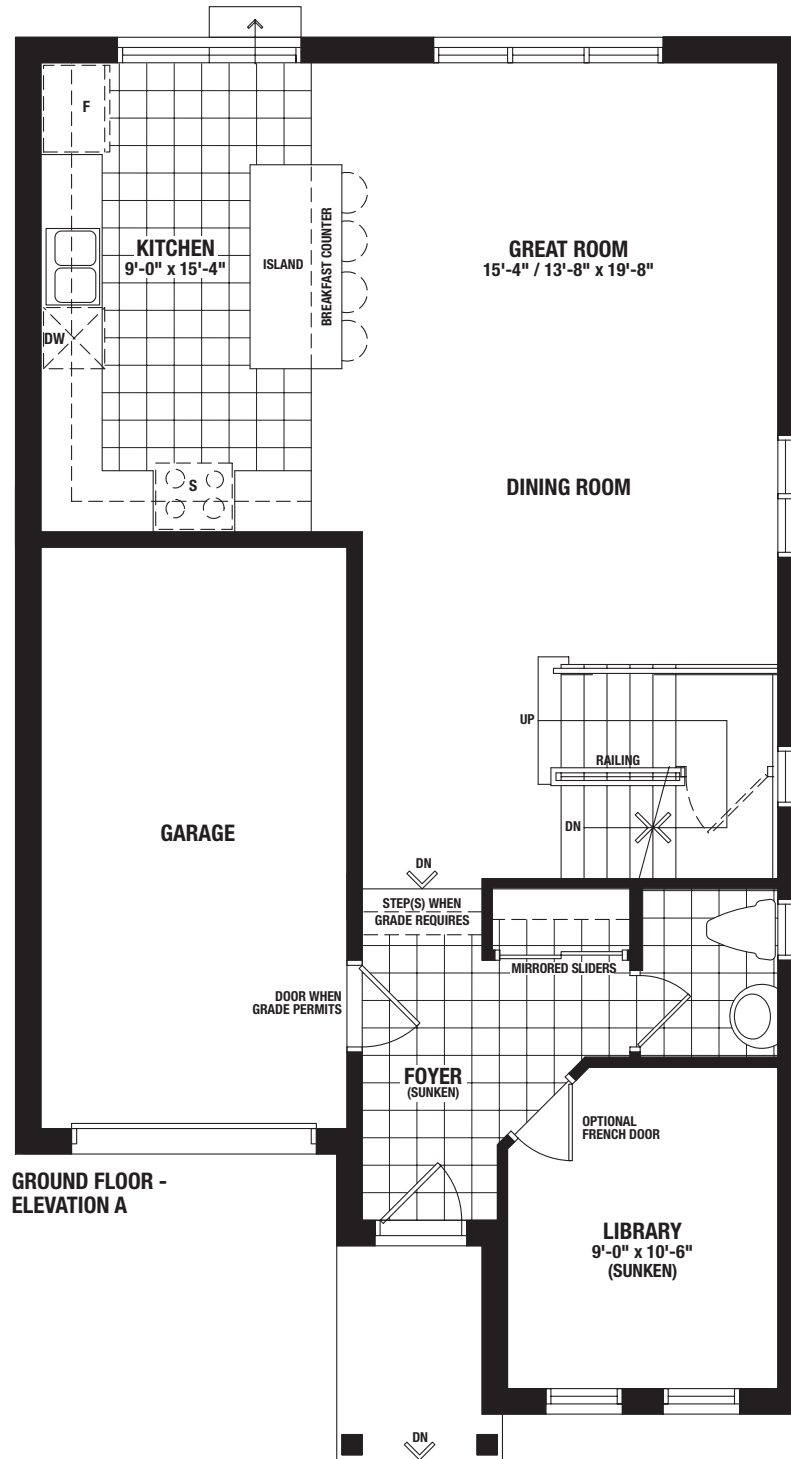 F
KITCHEN
9'-0" x 15'-4"
ISLAND
BREAKFAST COUNTER
GREAT ROOM
15'-4" / 13'-8" x 19'-8"
DW
S
DINING ROOM
UP
RAILING
DN
GARAGE
DN
STEP(S) WHEN
GRADE REQUIRES
MIRRORED SLIDERS
DOOR WHEN
GRADE PERMITS
FOYER
(SUNKEN)
OPTIONAL
FRENCH DOOR
GROUND FLOOR -
ELEVATION A
LIBRARY
9'-0" x 10'-6"
(SUNKEN)
DN